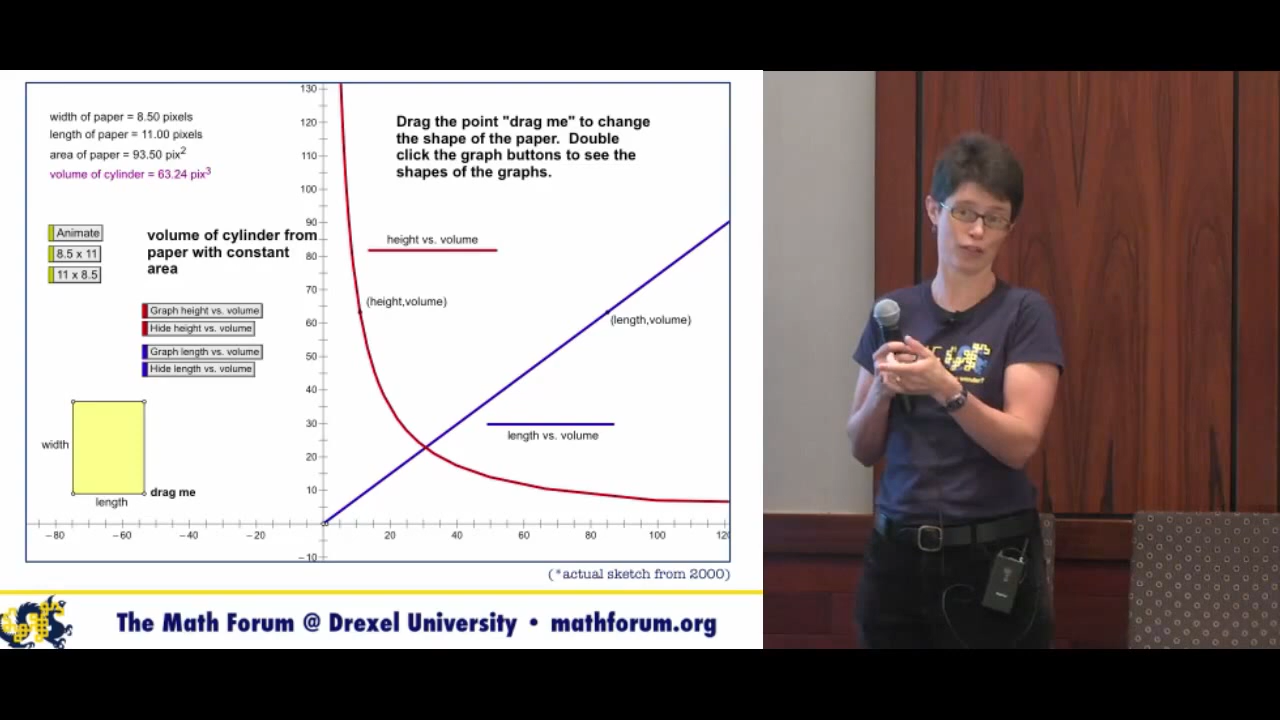 width of paper = 8.50 pixels
length of paper = 11.00 pixels
area of paper = 93.50 pix²
volume of cylinder = 63.24 pix³
Drag the point "drag me" to change
the shape of the paper. Double
click the graph buttons to see the
shapes of the graphs.
Animate
8.5 x 11
11 x 8.5
volume of cylinder from
paper with constant
area
Graph height vs. volume
Hide height vs. volume
Graph length vs. volume
Hide length vs. volume
width
length
drag me
height vs. volume
(height,volume)
(length,volume)
length vs. volume
130
120
110
100
90
80
70
60
50
40
30
20
10
−10
−80
−60
−40
−20
20
40
60
80
100
120
(*actual sketch from 2000)
The Math Forum @ Drexel University • mathforum.org